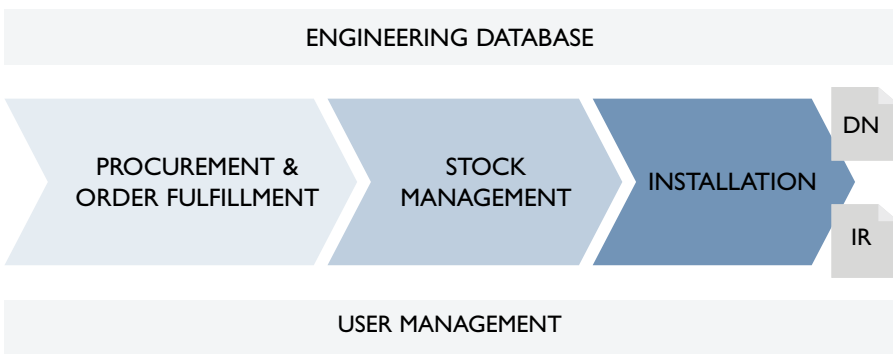 ENGINEERING DATABASE
PROCUREMENT &
ORDER FULFILLMENT
STOCK
MANAGEMENT
INSTALLATION
DN
IR
USER MANAGEMENT